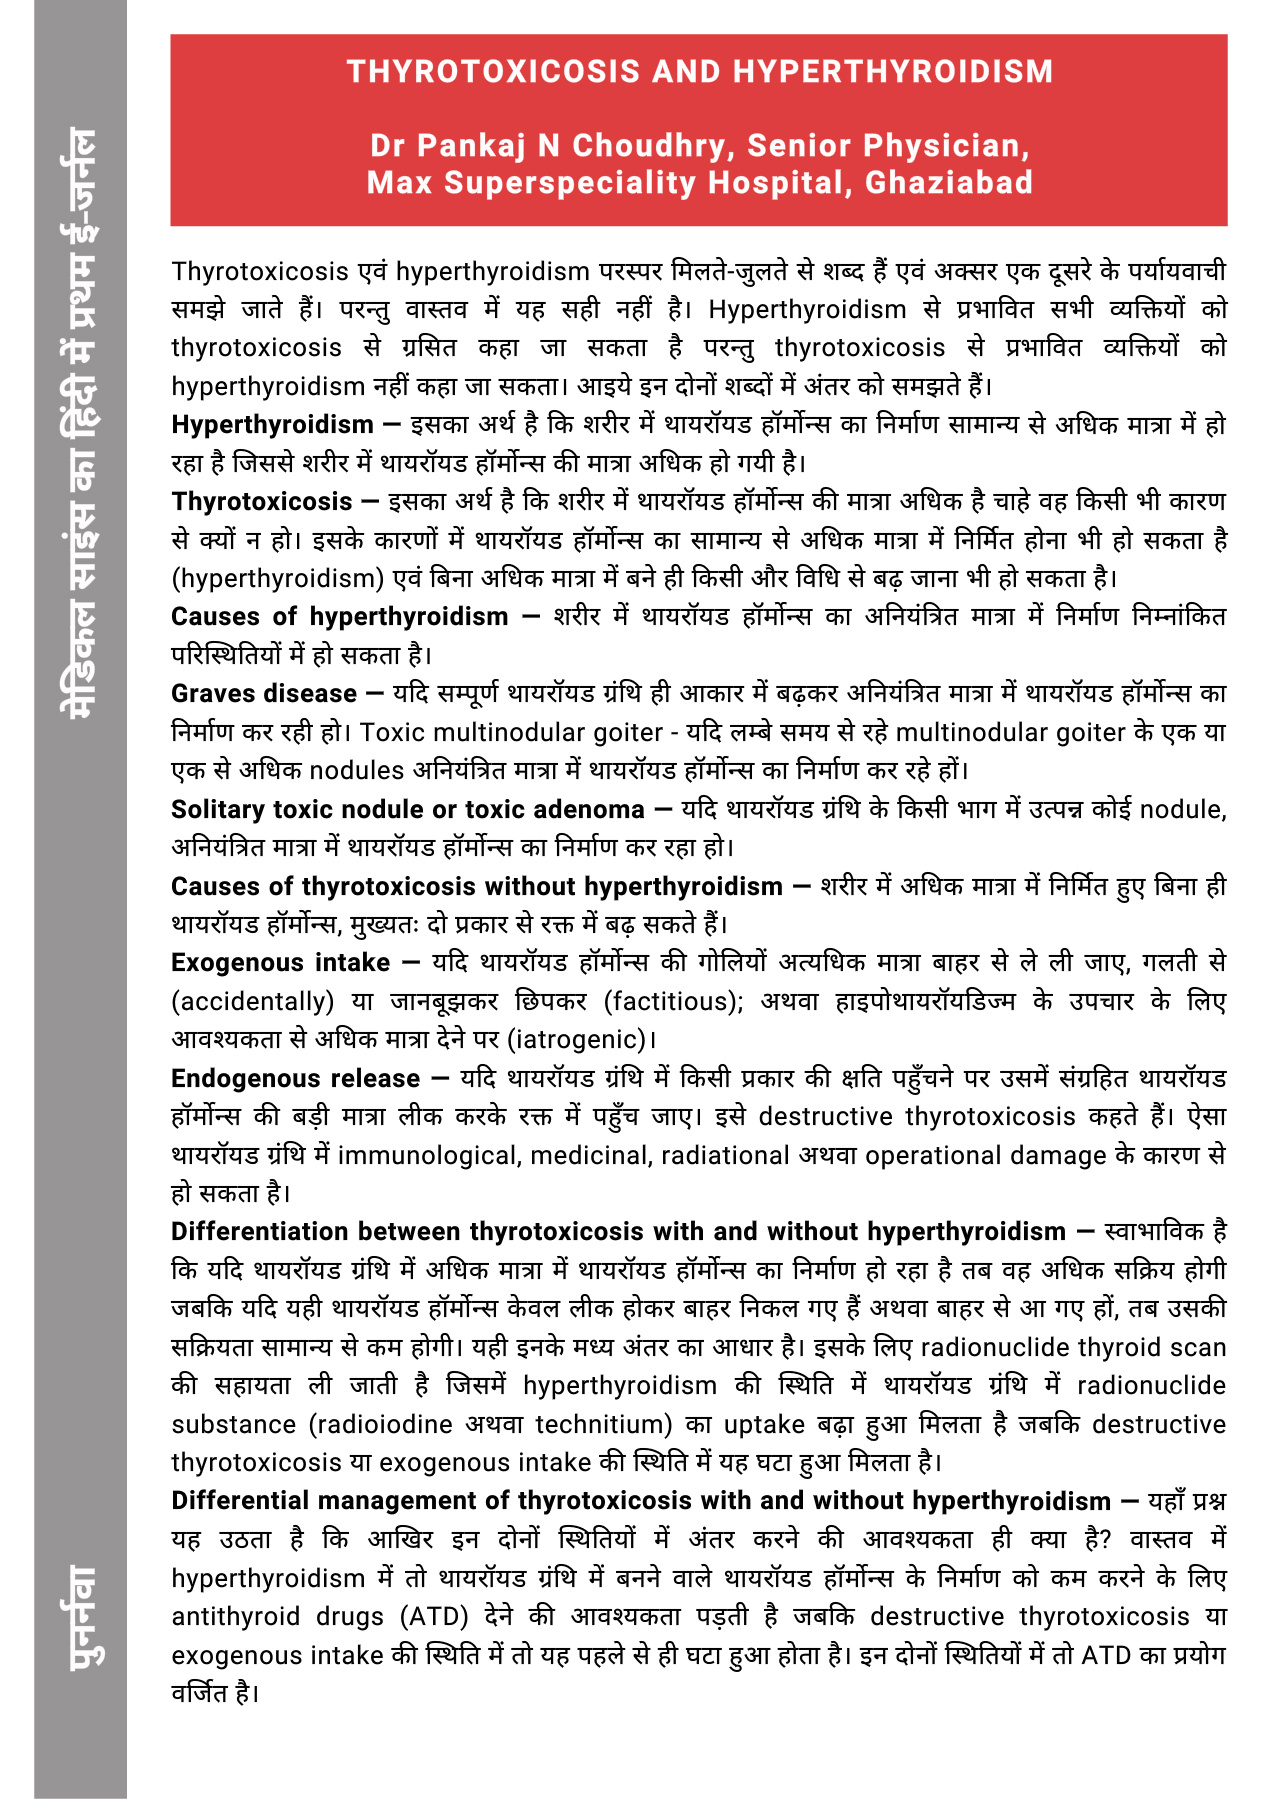 मेडिकल साइंस का हिंदी में प्रथम ई-जर्नल
पुनर्नवा
THYROTOXICOSIS AND HYPERTHYROIDISM
Dr Pankaj N Choudhry, Senior Physician,
Max Superspeciality Hospital, Ghaziabad
Thyrotoxicosis एवं hyperthyroidism परस्पर मिलते-जुलते से शब्द हैं एवं अक्सर एक दूसरे के पर्यायवाची
समझे जाते हैं। परन्तु वास्तव में यह सही नहीं है। Hyperthyroidism से प्रभावित सभी व्यक्तियों को
thyrotoxicosis से ग्रसित कहा जा सकता है परन्तु thyrotoxicosis से प्रभावित व्यक्तियों को
hyperthyroidism नहीं कहा जा सकता। आइये इन दोनों शब्दों में अंतर को समझते हैं।
Hyperthyroidism — इसका अर्थ है कि शरीर में थायरॉयड हॉर्मोन्स का निर्माण सामान्य से अधिक मात्रा में हो
रहा है जिससे शरीर में थायरॉयड हॉर्मोन्स की मात्रा अधिक हो गयी है।
Thyrotoxicosis — इसका अर्थ है कि शरीर में थायरॉयड हॉर्मोन्स की मात्रा अधिक है चाहे वह किसी भी कारण
से क्यों न हो। इसके कारणों में थायरॉयड हॉर्मोन्स का सामान्य से अधिक मात्रा में निर्मित होना भी हो सकता है
(hyperthyroidism) एवं बिना अधिक मात्रा में बने ही किसी और विधि से बढ़ जाना भी हो सकता है।
Causes of hyperthyroidism — शरीर में थायरॉयड हॉर्मोन्स का अनियंत्रित मात्रा में निर्माण निम्नांकित
परिस्थितियों में हो सकता है।
Graves disease — यदि सम्पूर्ण थायरॉयड ग्रंथि ही आकार में बढ़कर अनियंत्रित मात्रा में थायरॉयड हॉर्मोन्स का
निर्माण कर रही हो। Toxic multinodular goiter - यदि लम्बे समय से रहे multinodular goiter के एक या
एक से अधिक nodules अनियंत्रित मात्रा में थायरॉयड हॉर्मोन्स का निर्माण कर रहे हों।
Solitary toxic nodule or toxic adenoma — यदि थायरॉयड ग्रंथि के किसी भाग में उत्पन्न कोई nodule,
अनियंत्रित मात्रा में थायरॉयड हॉर्मोन्स का निर्माण कर रहा हो।
Causes of thyrotoxicosis without hyperthyroidism — शरीर में अधिक मात्रा में निर्मित हुए बिना ही
थायरॉयड हॉर्मोन्स, मुख्यतः दो प्रकार से रक्त में बढ़ सकते हैं।
Exogenous intake — यदि थायरॉयड हॉर्मोन्स की गोलियों अत्यधिक मात्रा बाहर से ले ली जाए, गलती से
(accidentally) या जानबूझकर छिपकर (factitious); अथवा हाइपोथायरॉयडिज्म के उपचार के लिए
आवश्यकता से अधिक मात्रा देने पर (iatrogenic)।
Endogenous release — यदि थायरॉयड ग्रंथि में किसी प्रकार की क्षति पहुँचने पर उसमें संग्रहित थायरॉयड
हॉर्मोन्स की बड़ी मात्रा लीक करके रक्त में पहुँच जाए। इसे destructive thyrotoxicosis कहते हैं। ऐसा
थायरॉयड ग्रंथि में immunological, medicinal, radiational अथवा operational damage के कारण से
हो सकता है।
Differentiation between thyrotoxicosis with and without hyperthyroidism — स्वाभाविक है
कि यदि थायरॉयड ग्रंथि में अधिक मात्रा में थायरॉयड हॉर्मोन्स का निर्माण हो रहा है तब वह अधिक सक्रिय होगी
जबकि यदि यही थायरॉयड हॉर्मोन्स केवल लीक होकर बाहर निकल गए हैं अथवा बाहर से आ गए हों, तब उसकी
सक्रियता सामान्य से कम होगी। यही इनके मध्य अंतर का आधार है। इसके लिए radionuclide thyroid scan
की सहायता ली जाती है जिसमें hyperthyroidism की स्थिति में थायरॉयड ग्रंथि में radionuclide
substance (radioiodine अथवा technitium) का uptake बढ़ा हुआ मिलता है जबकि destructive
thyrotoxicosis या exogenous intake की स्थिति में यह घटा हुआ मिलता है।
Differential management of thyrotoxicosis with and without hyperthyroidism — यहाँ प्रश्न
यह उठता है कि आखिर इन दोनों स्थितियों में अंतर करने की आवश्यकता ही क्या है? वास्तव में
hyperthyroidism में तो थायरॉयड ग्रंथि में बनने वाले थायरॉयड हॉर्मोन्स के निर्माण को कम करने के लिए
antithyroid drugs (ATD) देने की आवश्यकता पड़ती है जबकि destructive thyrotoxicosis या
exogenous intake की स्थिति में तो यह पहले से ही घटा हुआ होता है। इन दोनों स्थितियों में तो ATD का प्रयोग
वर्जित है।